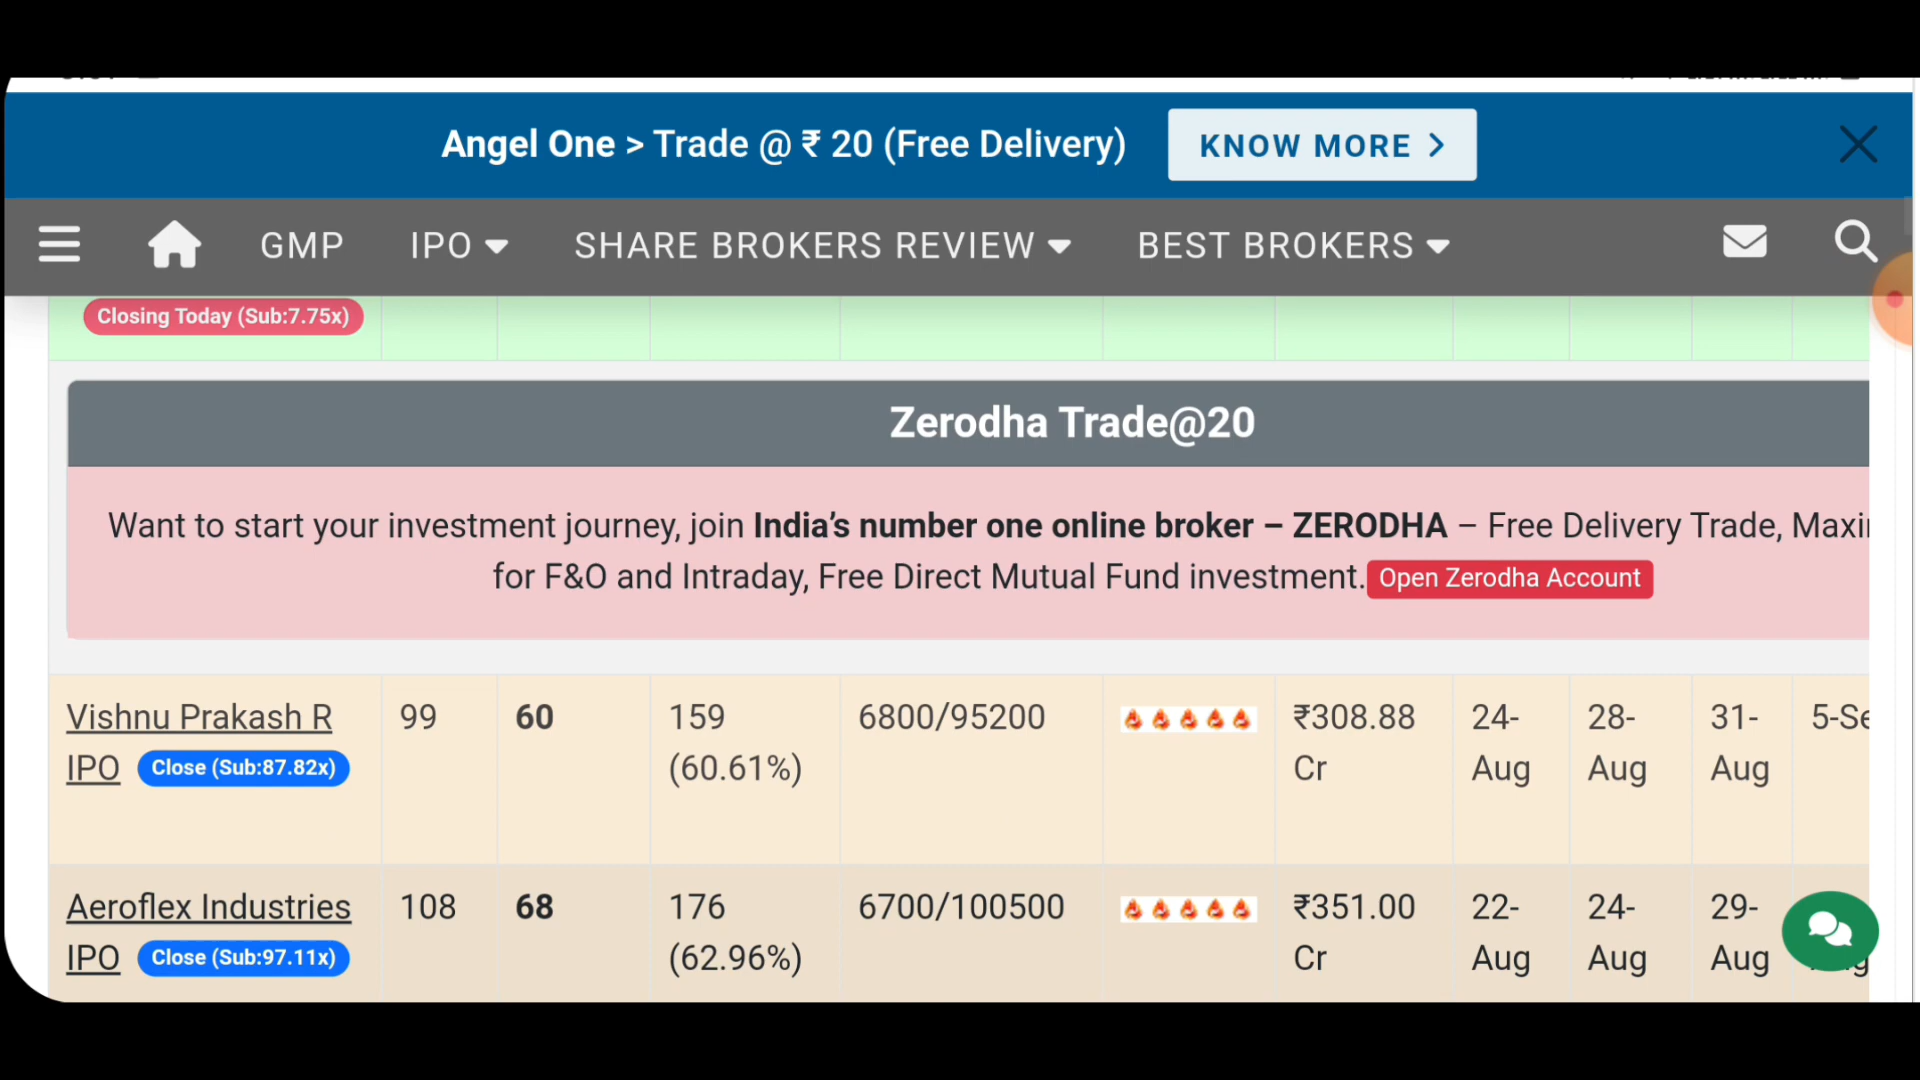 Angel One > Trade @ ₹ 20 (Free Delivery) KNOW MORE
GMP IPO SHARE BROKERS REVIEW BEST BROKERS
Closing Today (Sub:7.75x)
Zerodha Trade@20
Want to start your investment journey, join India’s number one online broker – ZERODHA – Free Delivery Trade,
for F&O and Intraday, Free Direct Mutual Fund investment. Open Zerodha Account
Vishnu Prakash R 99 60 159 6800/95200 ₹308.88 24- 28- 31-
IPO Close (Sub:87.82x) (60.61%) Cr Aug Aug Aug
Aeroflex Industries 108 68 176 6700/100500 ₹351.00 22- 24- 29-
IPO Close (Sub:97.11x) (62.96%) Cr Aug Aug Aug